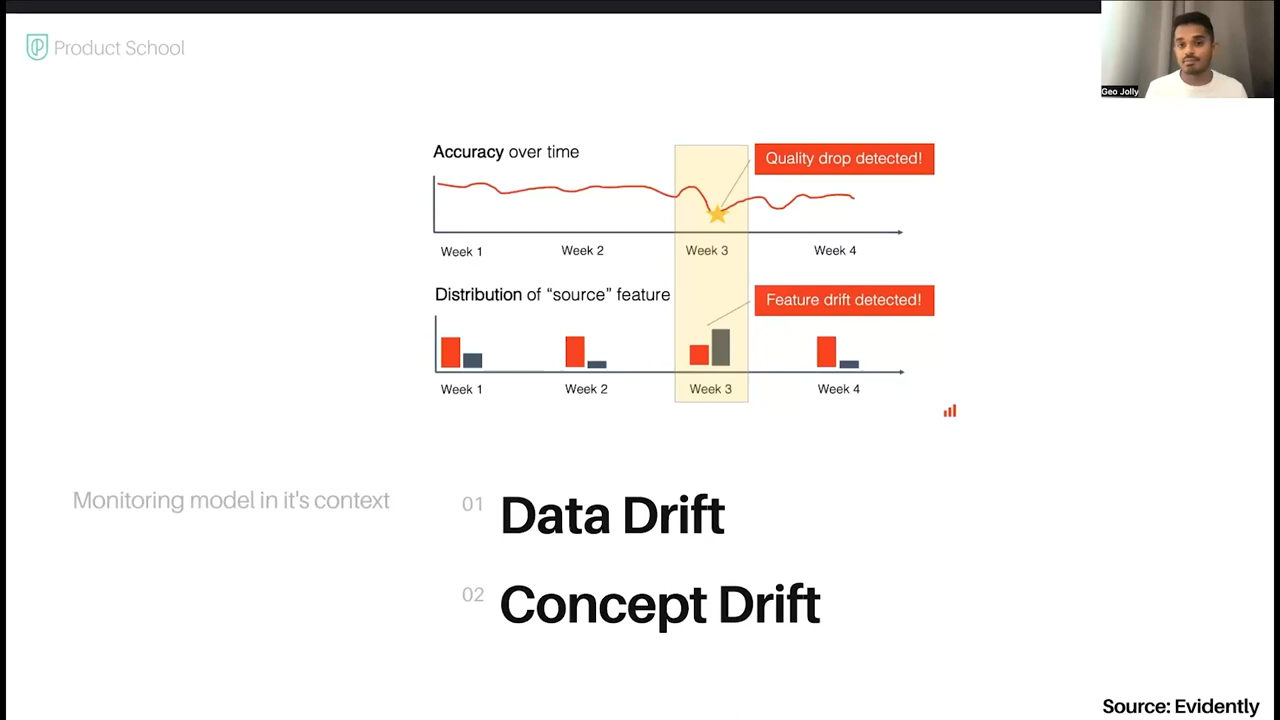 Product School
Geo Jolly
Accuracy over time
Quality drop detected!
Week 1
Week 2
Week 3
Week 4
Distribution of “source” feature
Feature drift detected!
Week 1
Week 2
Week 3
Week 4
Monitoring model in it's context
01
Data Drift
02
Concept Drift
Source: Evidently